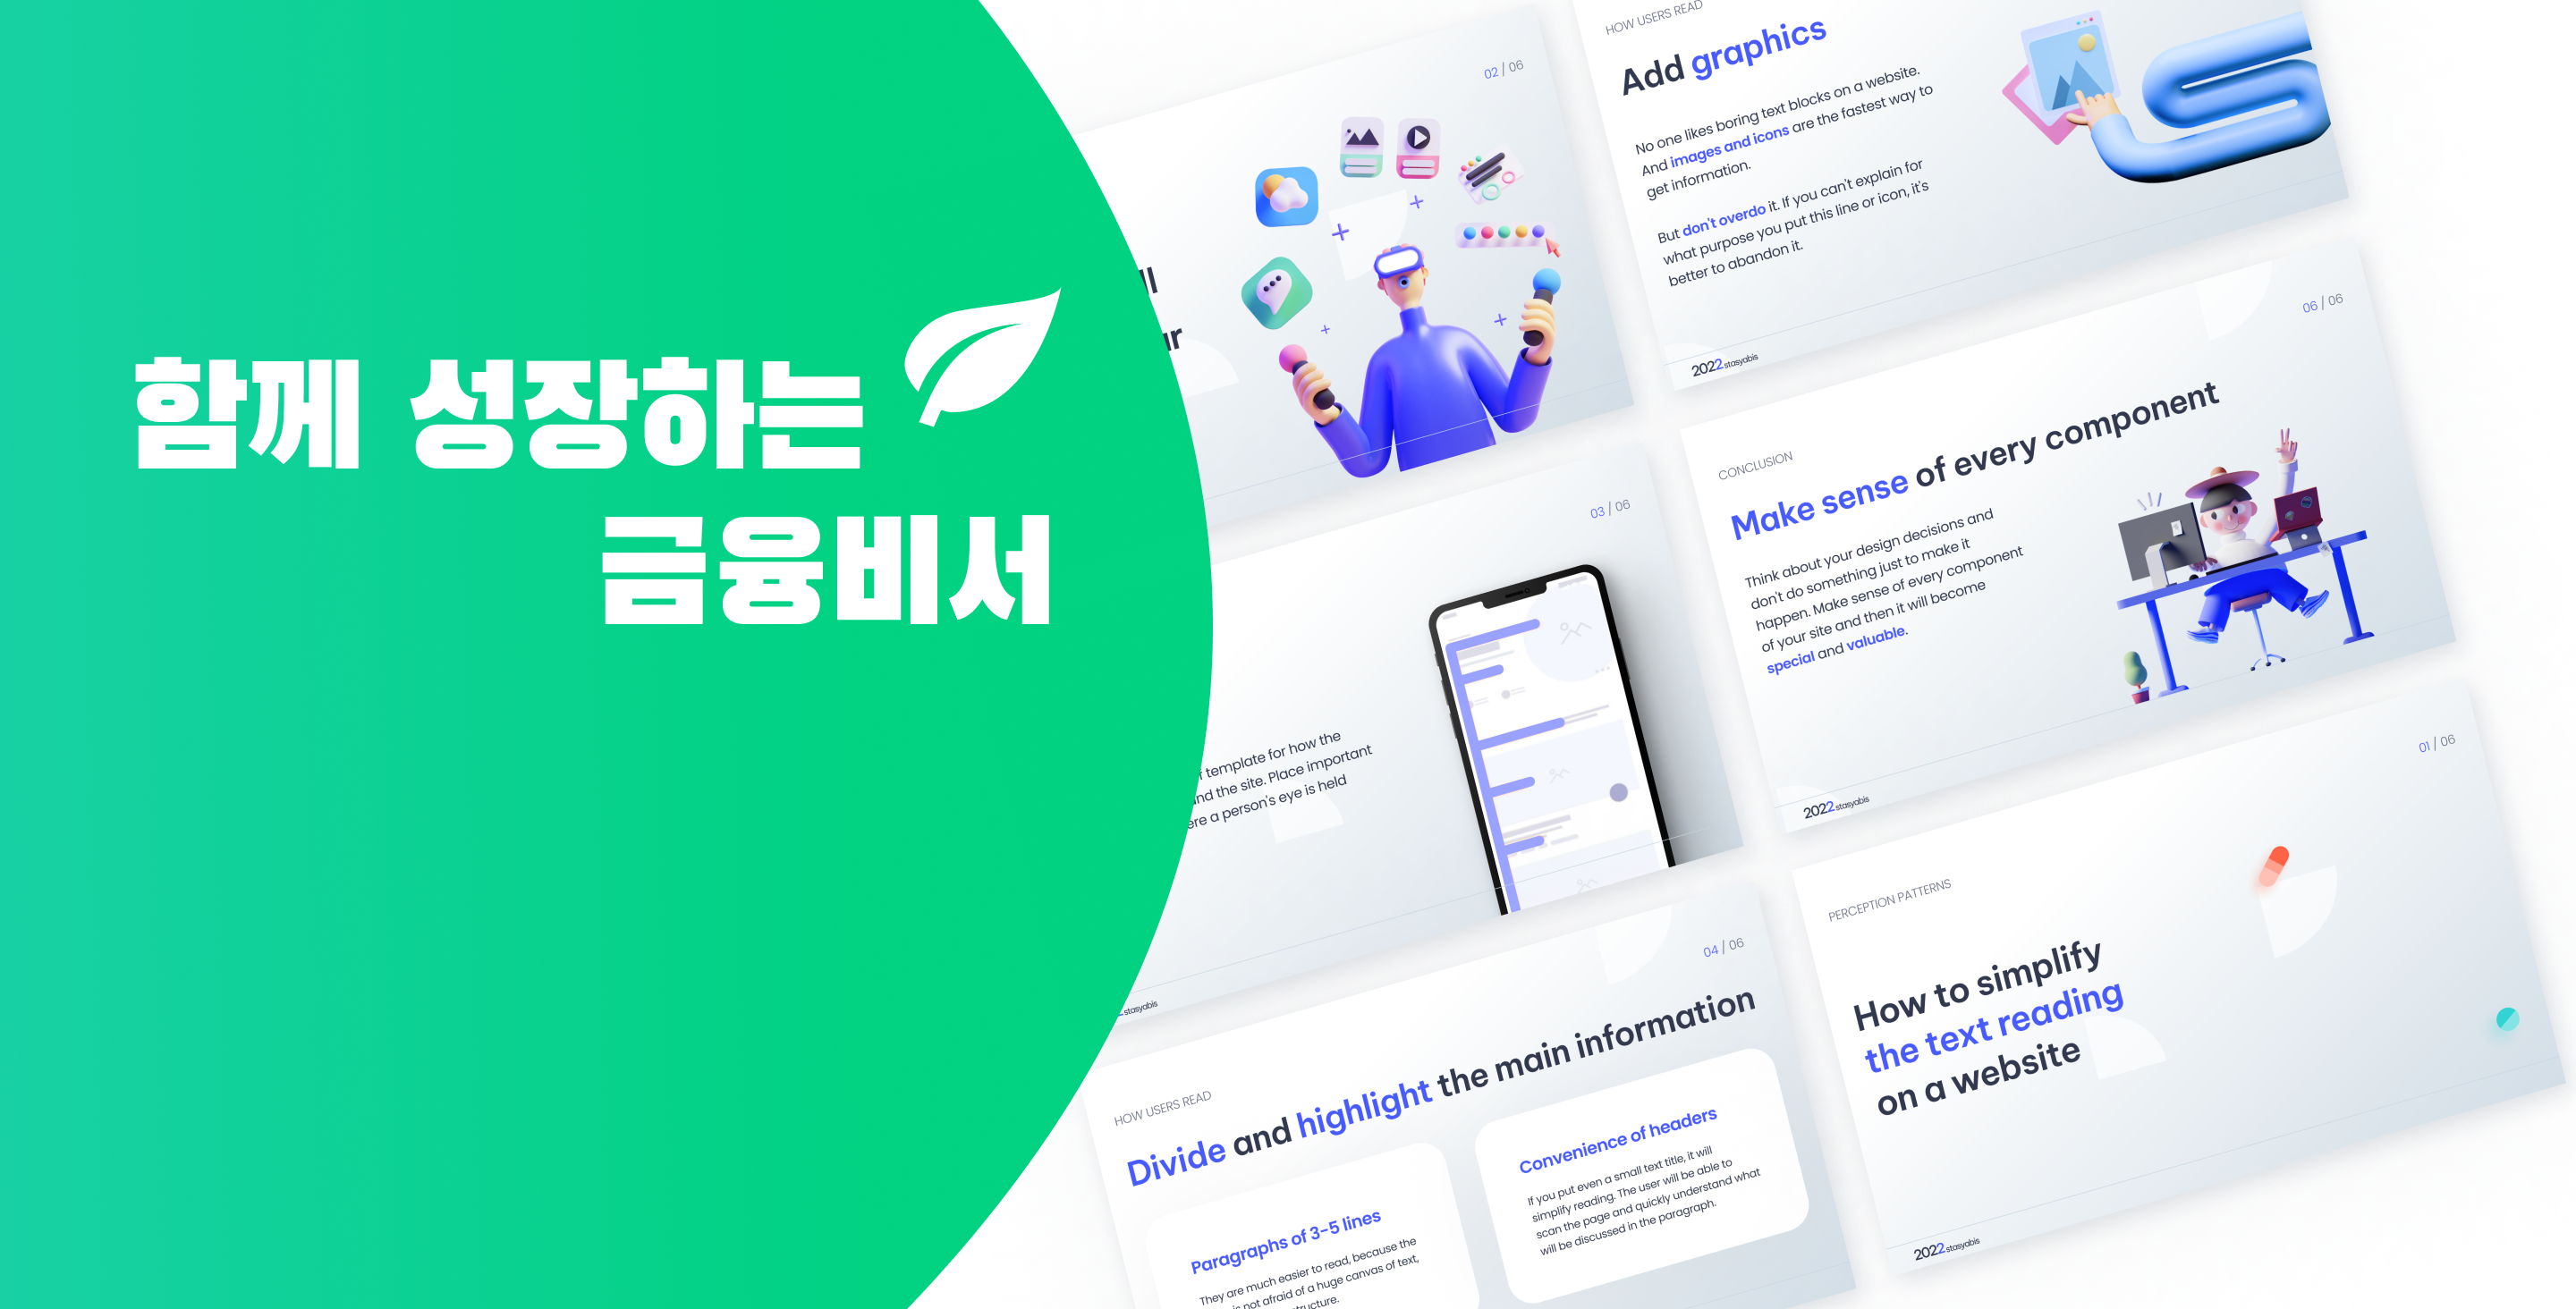 함께 성장하는
금융비서
02 / 06
03 / 06
template for how the
and the site. Place important
a person's eye is held
stasyabis
04 / 06
HOW USERS READ
Divide and highlight the main information
Paragraphs of 3-5 lines
They are much easier to read, because the
is not afraid of a huge canvas of text,
Convenience of headers
If you put even a small text title, it will
simplify reading. The user will be able to
scan the page and quickly understand what
will be discussed in the paragraph.
HOW USERS READ
Add graphics
No one likes boring text blocks on a website.
And images and icons are the fastest way to
get information.
But don't overdo it. If you can't explain for
what purpose you put this line or icon, it's
better to abandon it.
2022 stasyabis
06 / 06
CONCLUSION
Make sense of every component
Think about your design decisions and
don't do something just to make it
happen. Make sense of every component
of your site and then it will become
special and valuable.
2022 stasyabis
01 / 06
PERCEPTION PATTERNS
How to simplify
the text reading
on a website
2022 stasyabis